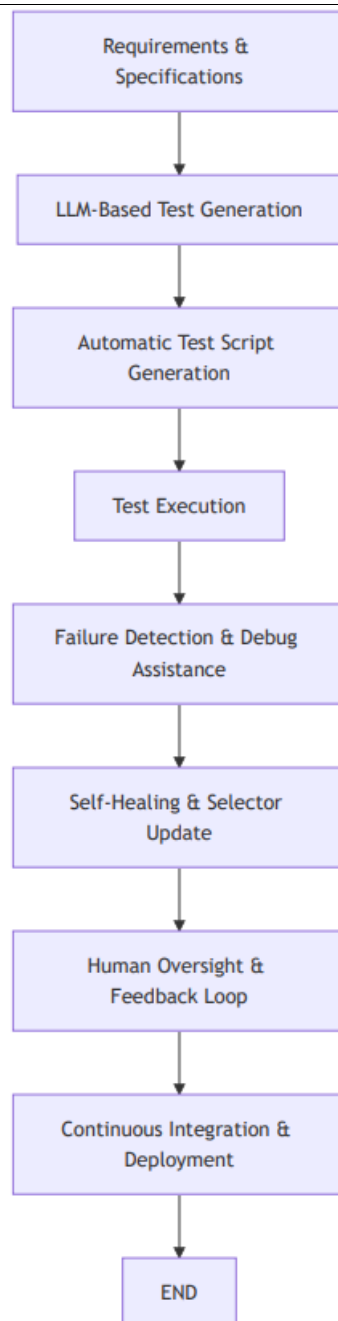 Requirements &
Specifications
LLM-Based Test Generation
Automatic Test Script
Generation
Test Execution
Failure Detection & Debug
Assistance
Self-Healing & Selector
Update
Human Oversight &
Feedback Loop
Continuous Integration &
Deployment
END